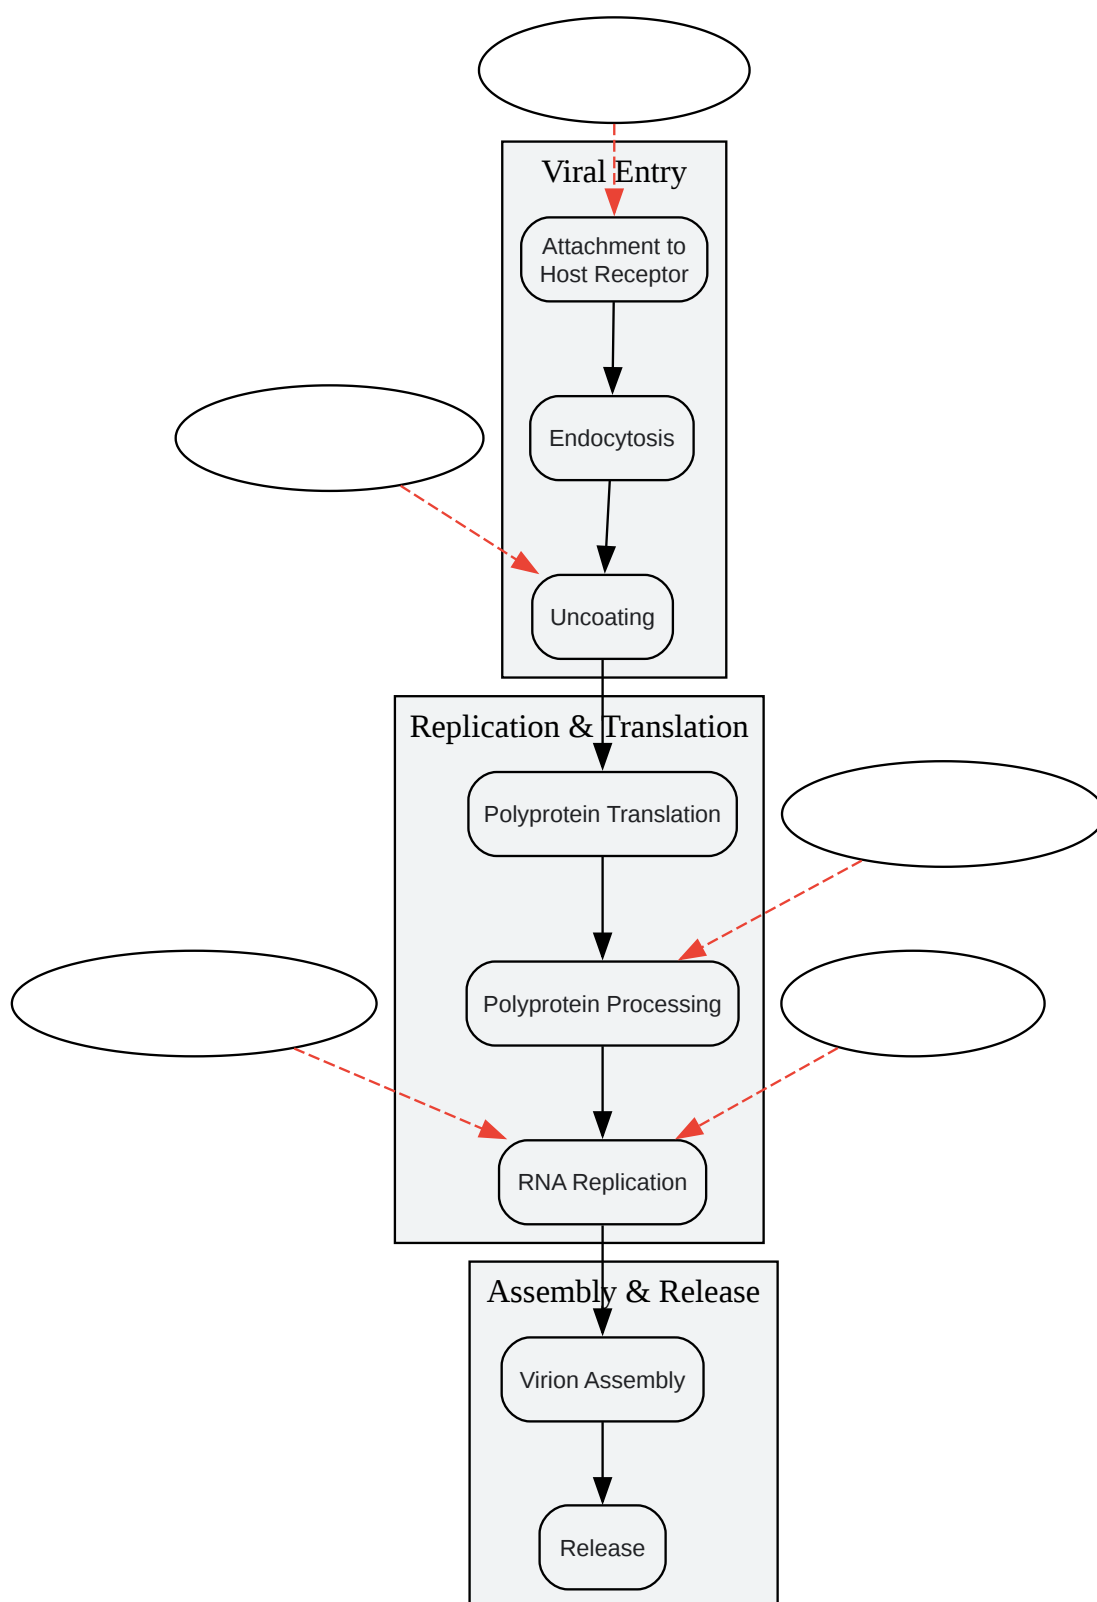 Viral Entry
Attachment to
Host Receptor
Endocytosis
Uncoating
Replication & Translation
Polyprotein Translation
Polyprotein Processing
RNA Replication
Assembly & Release
Virion Assembly
Release